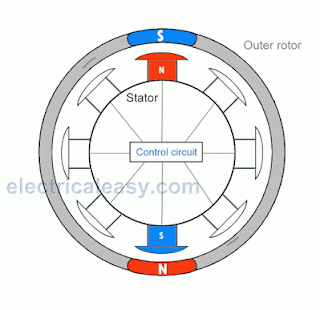 S
Outer rotor
N
Stator
Control circuit
electricaleasy.com
S
N